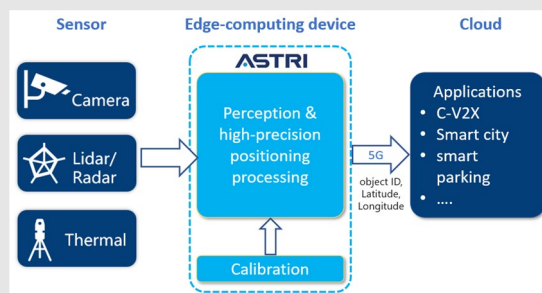 Sensor
Edge-computing device
Cloud
ASTRI
Camera
Lidar/
Radar
Thermal
Perception &
high-precision
positioning
processing
Calibration
5G
object ID,
Latitude,
Longitude
Applications
• C-V2X
• Smart city
• smart
parking
• ....